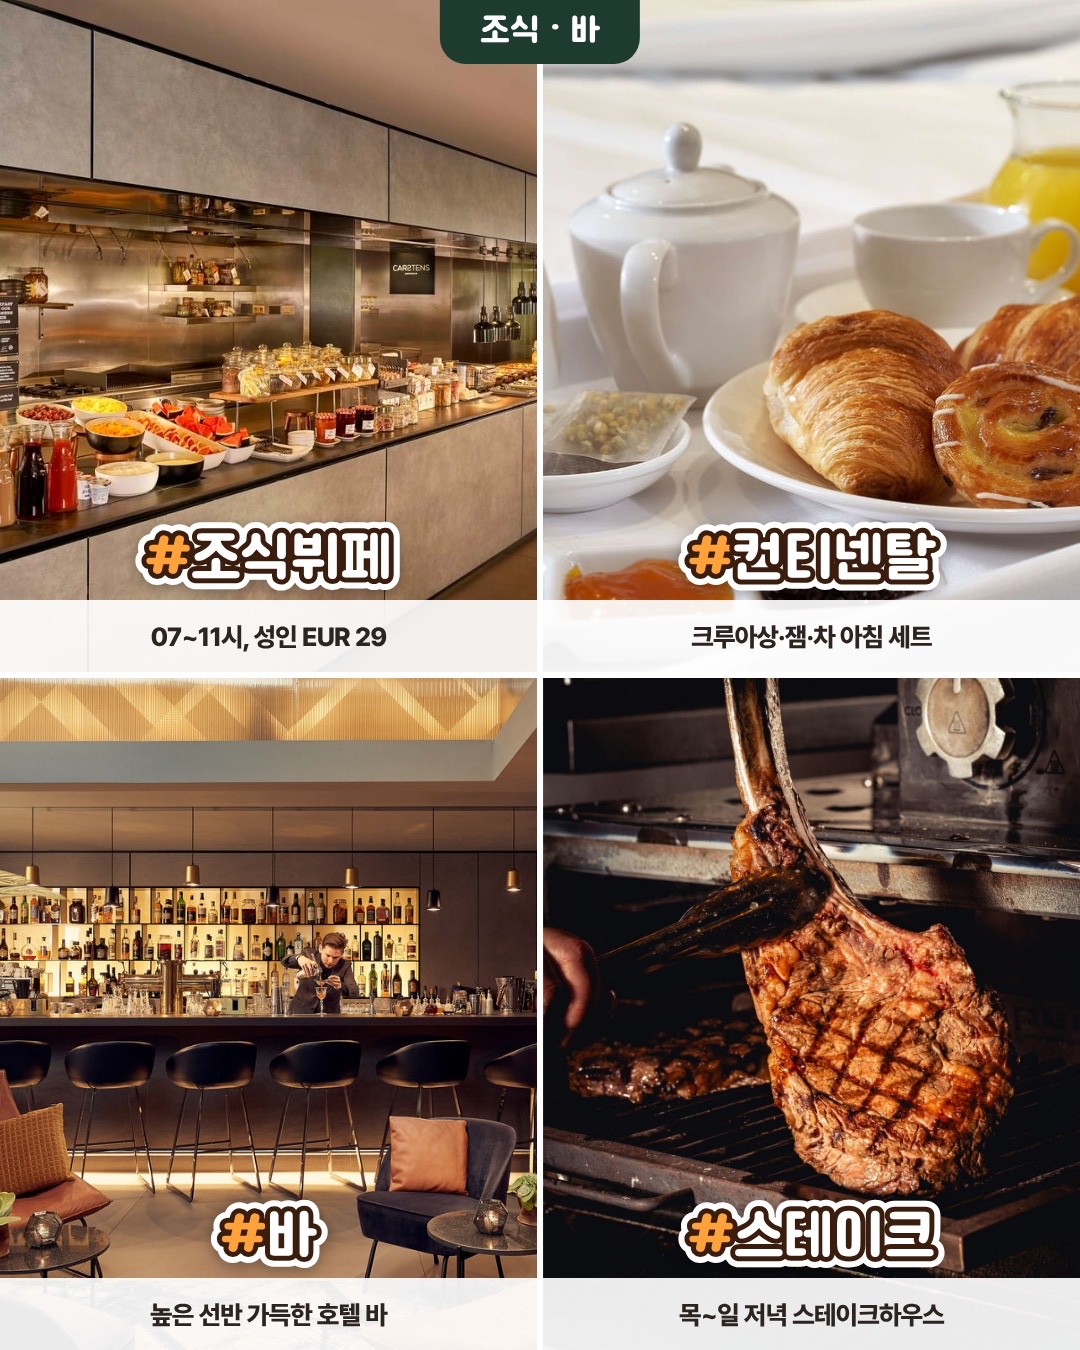 조식 · 바
CARSTENS
#조식뷔페
#컨티넨탈
07~11시, 성인 EUR 29
크루아상·잼·차 아침 세트
#바
#스테이크
높은 선반 가득한 호텔 바
목~일 저녁 스테이크하우스